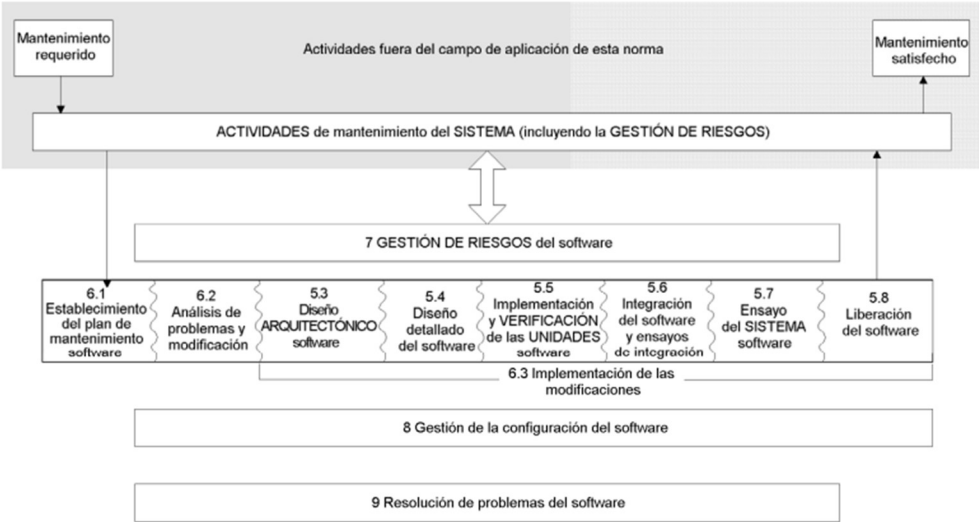 Mantenimiento
requerido
Actividades fuera del campo de aplicación de esta norma
Mantenimiento
satisfecho
ACTIVIDADES de mantenimiento del SISTEMA (incluyendo la GESTIÓN DE RIESGOS)
7 GESTIÓN DE RIESGOS del software
6.1
Establecimiento
del plan de
mantenimiento
software
6.2
Análisis de
problemas y
modificación
5.3
Diseño
ARQUITECTÓNICO
software
5.4
Diseño
detallado
del software
5.5
Implementación
y VERIFICACIÓN
de las UNIDADES
software
5.6
Integración
del software
y ensayos
de integración
5.7
Ensayo
del SISTEMA
software
5.8
Liberación
del software
6.3 Implementación de las
modificaciones
8 Gestión de la configuración del software
9 Resolución de problemas del software